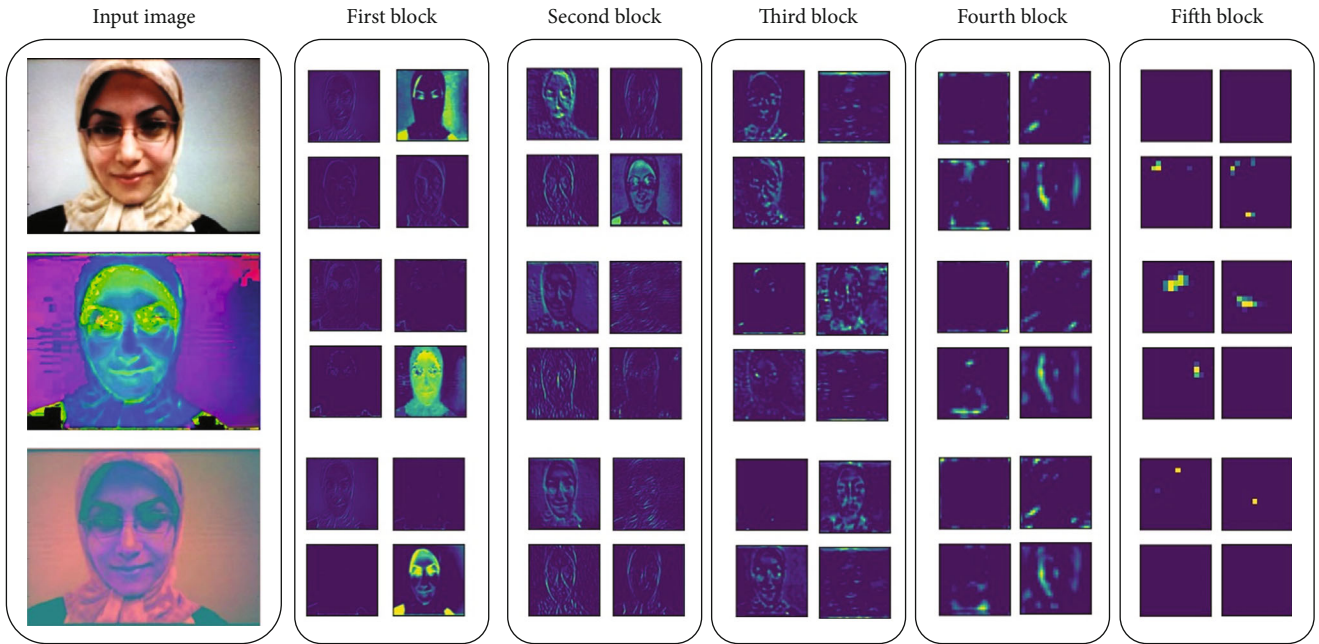 Input image
First block
Second block
Third block
Fourth block
Fifth block